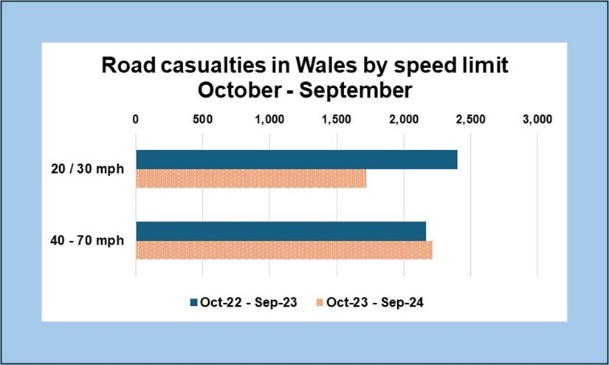 Road casualties in Wales by speed limit
October - September
0 500 1,000 1,500 2,000 2,500 3,000
20 / 30 mph
40 - 70 mph
Oct-22 - Sep-23 Oct-23 - Sep-24